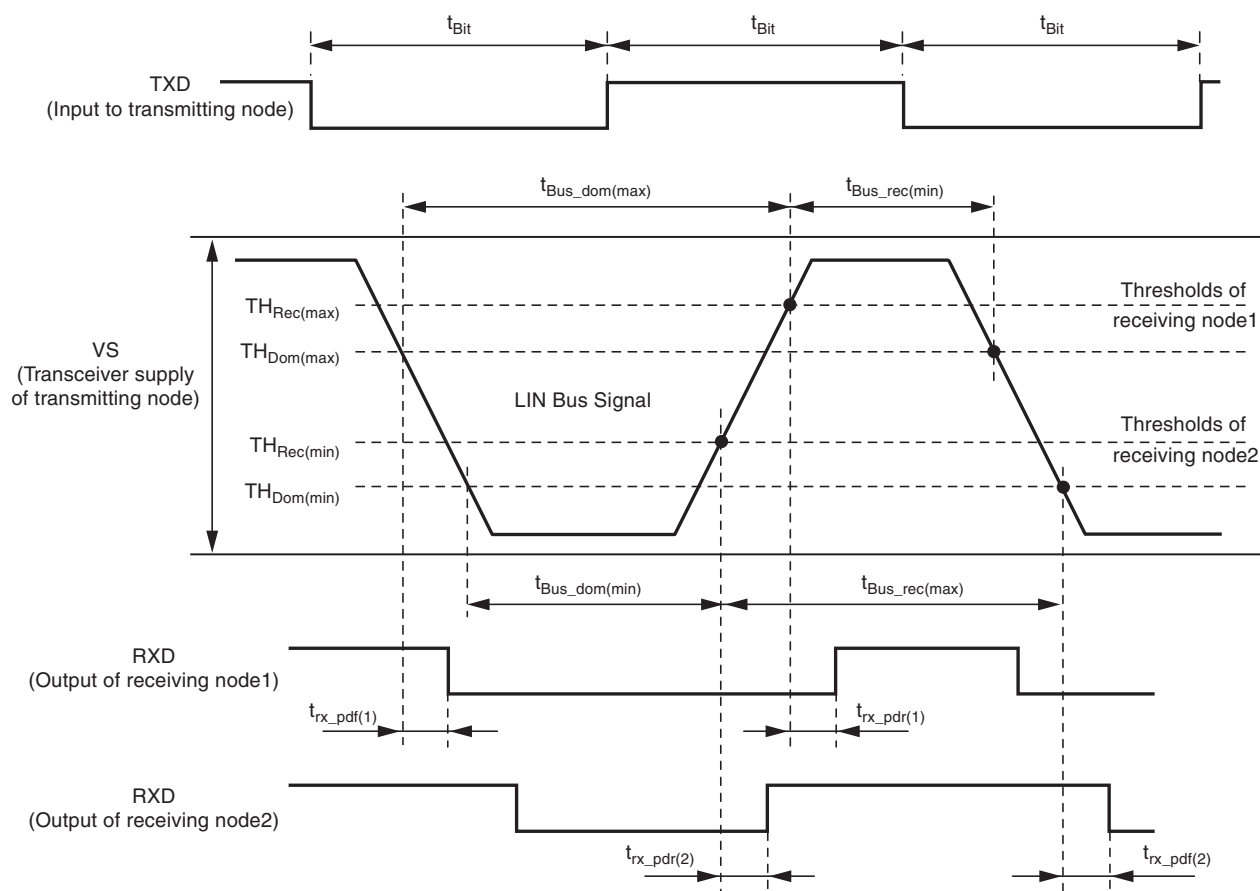 tBit tBit tBit
TXD
(Input to transmitting node)
tBus_dom(max) tBus_rec(min)
THRec(max)
Thresholds of
receiving node1
THDom(max)
VS
(Transceiver supply
of transmitting node)
LIN Bus Signal
THRec(min)
Thresholds of
receiving node2
THDom(min)
tBus_dom(min) tBus_rec(max)
RXD
(Output of receiving node1)
trx_pdf(1) trx_pdr(1)
RXD
(Output of receiving node2)
trx_pdr(2) trx_pdf(2)